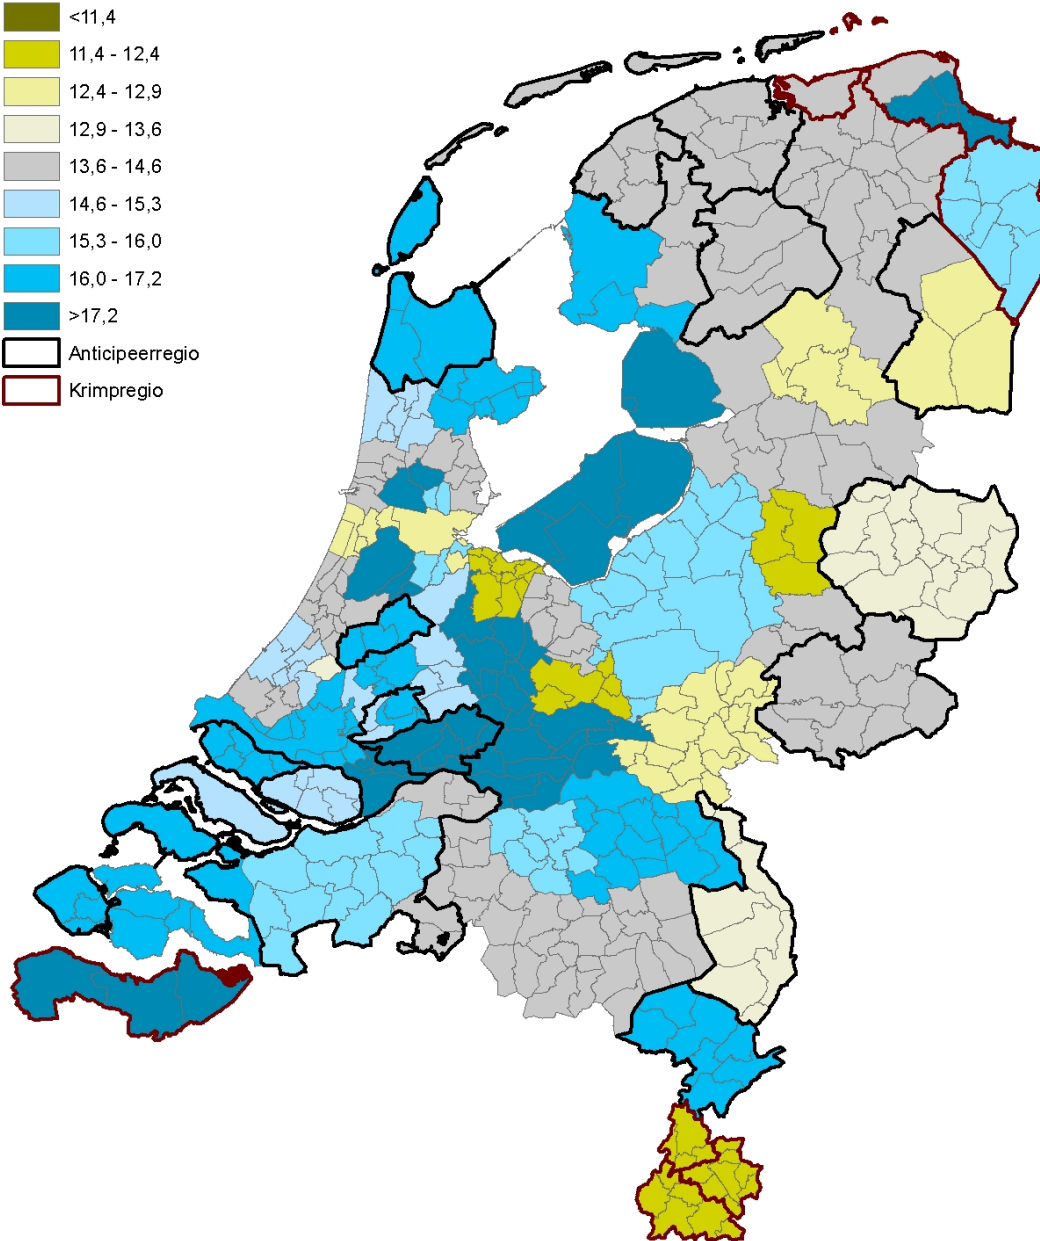 <11,4
11,4 - 12,4
12,4 - 12,9
12,9 - 13,6
13,6 - 14,6
14,6 - 15,3
15,3 - 16,0
16,0 - 17,2
>17,2
Anticipeerregio
Krimpregio